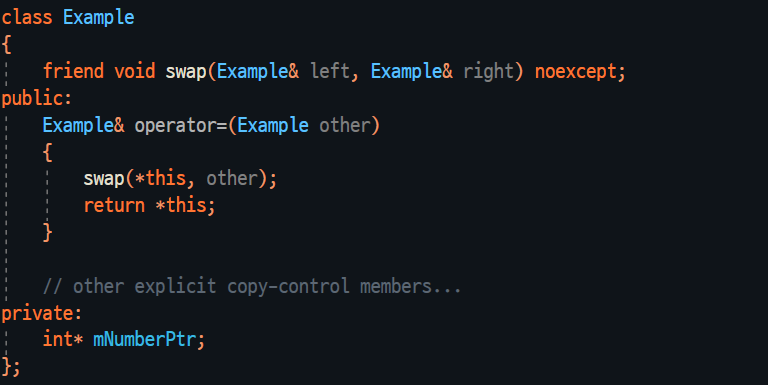 class Example
{
    friend void swap(Example& left, Example& right) noexcept;
public:
    Example& operator=(Example other)
    {
        swap(*this, other);
        return *this;
    }

    // other explicit copy-control members...
private:
    int* mNumberPtr;
};